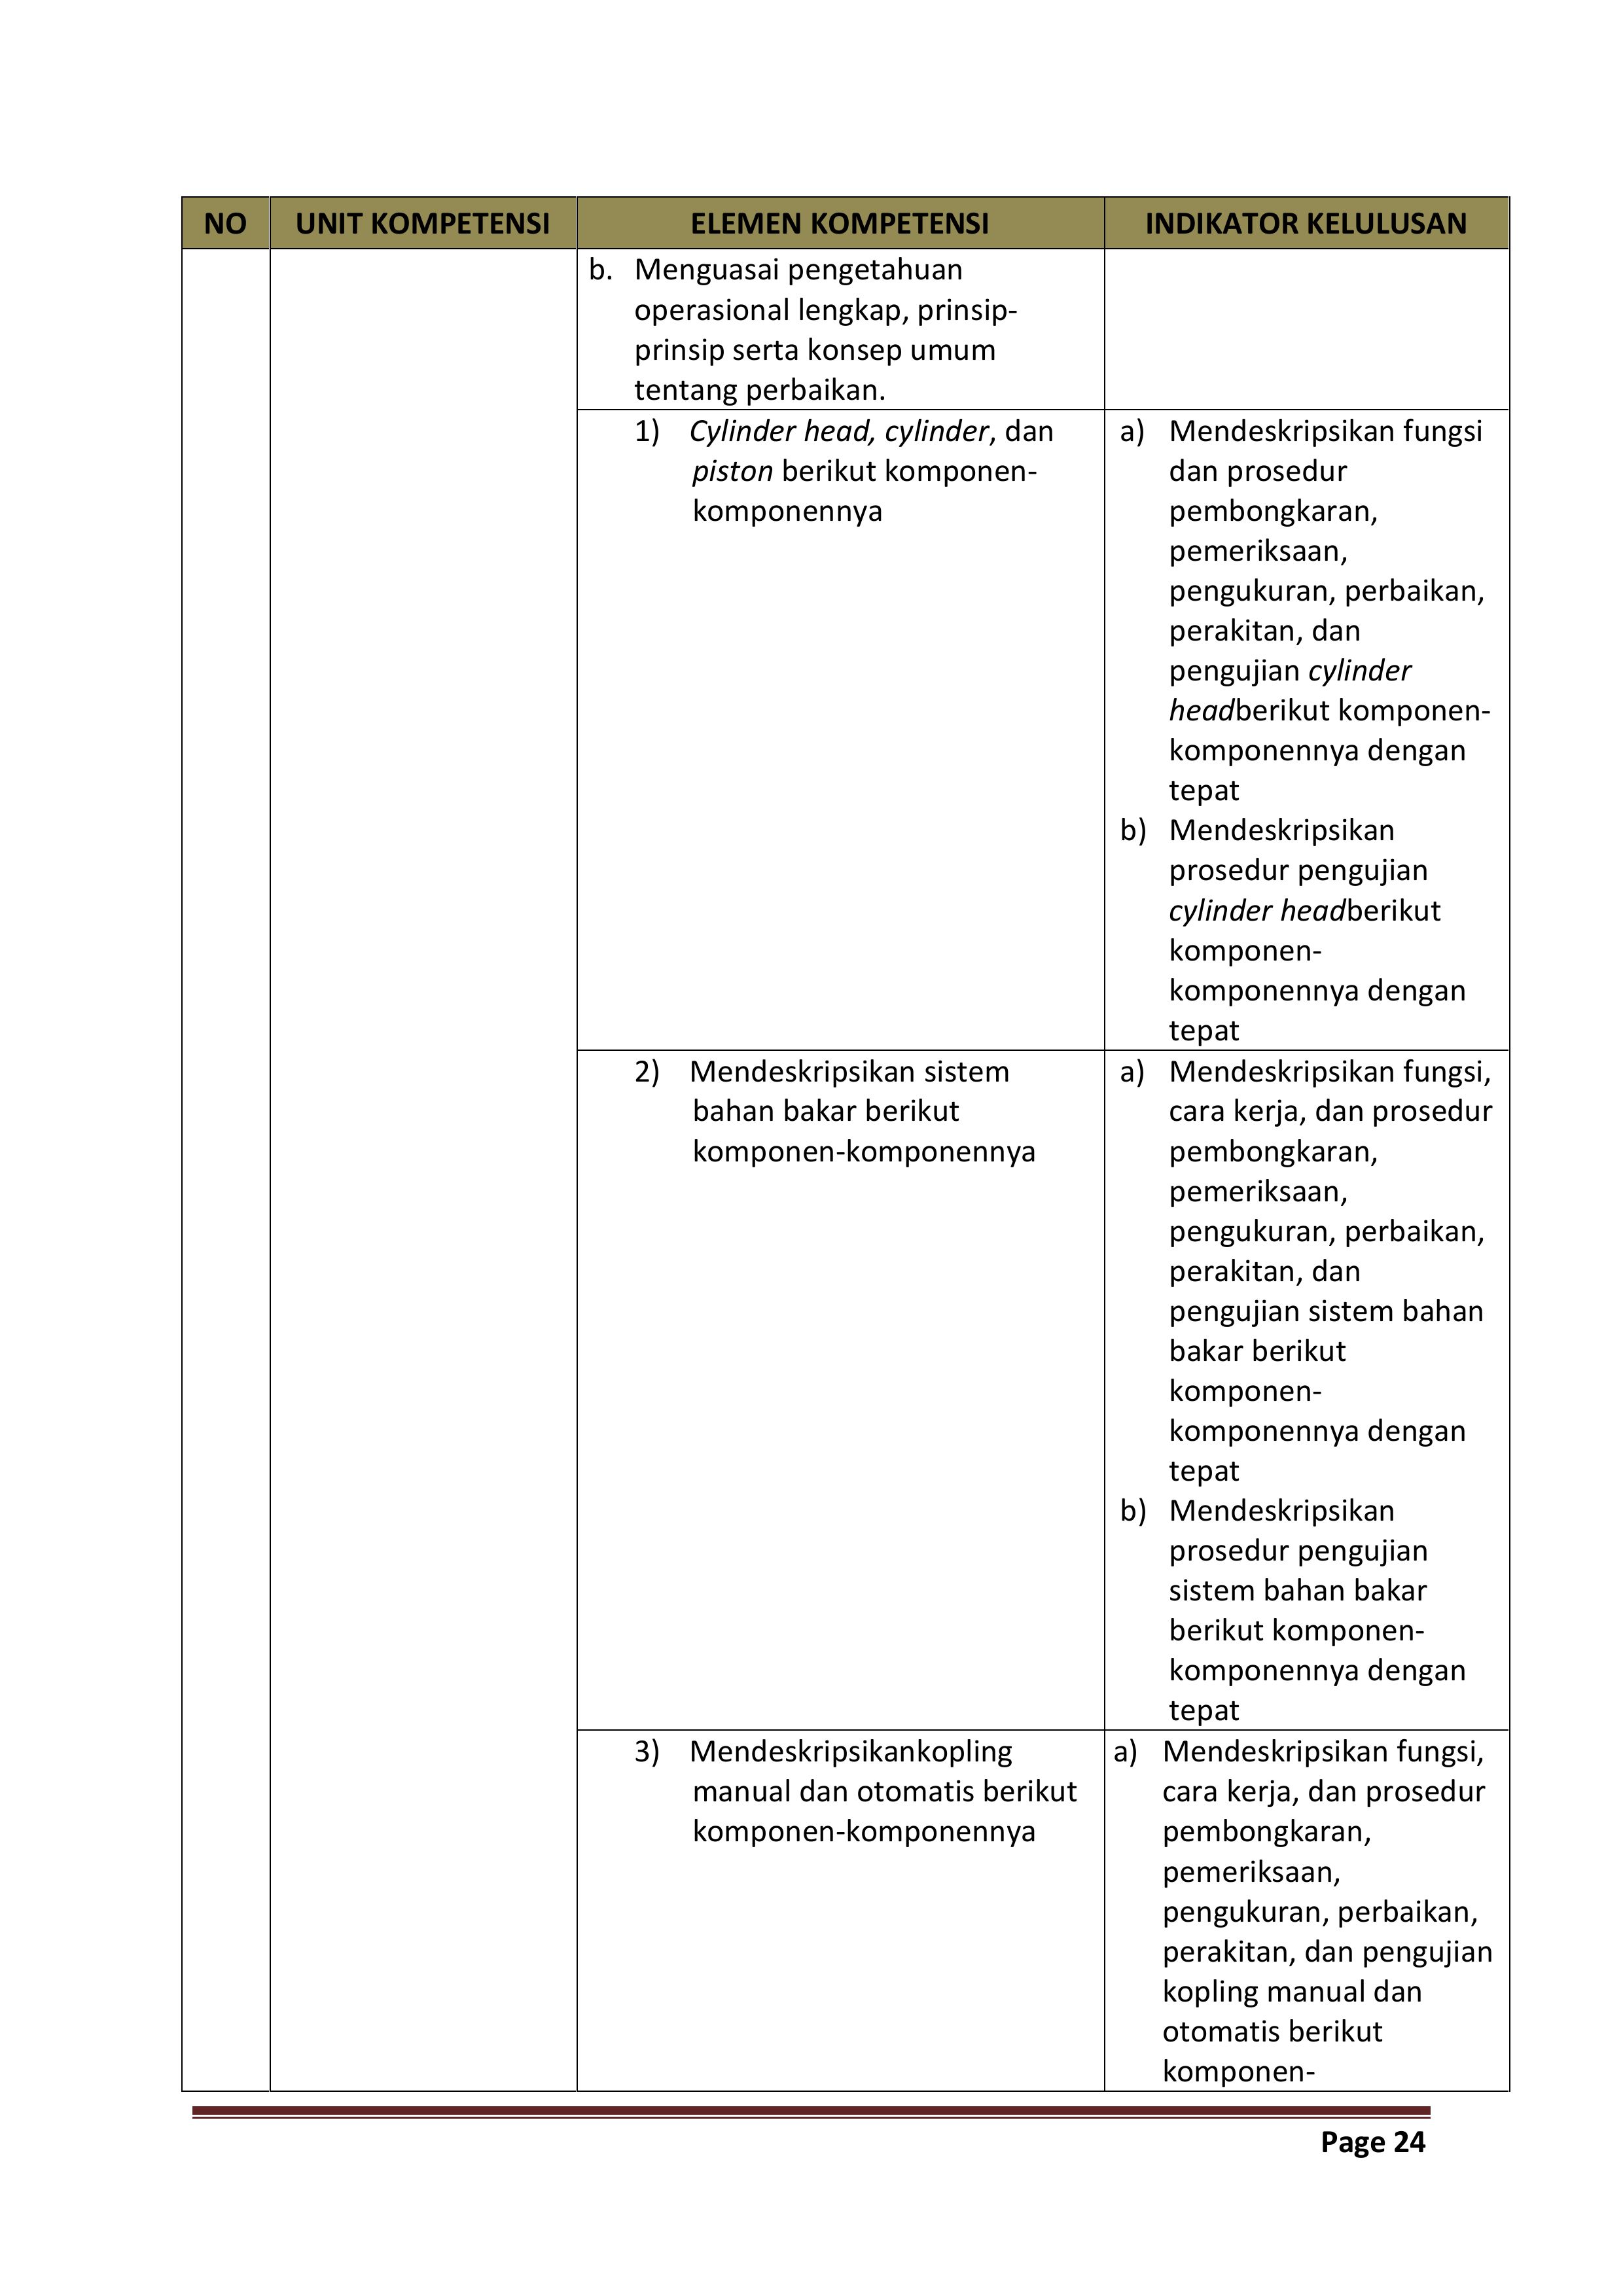 NO UNIT KOMPETENSI ELEMEN KOMPETENSI INDIKATOR KELULUSAN
b. Menguasai pengetahuan
operasional lengkap, prinsip-
prinsip serta konsep umum
tentang perbaikan.
1) Cylinder head, cylinder, dan
piston berikut komponen-
komponennya
a) Mendeskripsikan fungsi
dan prosedur
pembongkaran,
pemeriksaan,
pengukuran, perbaikan,
perakitan, dan
pengujian cylinder
headberikut komponen-
komponennya dengan
tepat
b) Mendeskripsikan
prosedur pengujian
cylinder headberikut
komponen-
komponennya dengan
tepat
2) Mendeskripsikan sistem
bahan bakar berikut
komponen-komponennya
a) Mendeskripsikan fungsi,
cara kerja, dan prosedur
pembongkaran,
pemeriksaan,
pengukuran, perbaikan,
perakitan, dan
pengujian sistem bahan
bakar berikut
komponen-
komponennya dengan
tepat
b) Mendeskripsikan
prosedur pengujian
sistem bahan bakar
berikut komponen-
komponennya dengan
tepat
3) Mendeskripsikankopling
manual dan otomatis berikut
komponen-komponennya
a) Mendeskripsikan fungsi,
cara kerja, dan prosedur
pembongkaran,
pemeriksaan,
pengukuran, perbaikan,
perakitan, dan pengujian
kopling manual dan
otomatis berikut
komponen-
Page 24